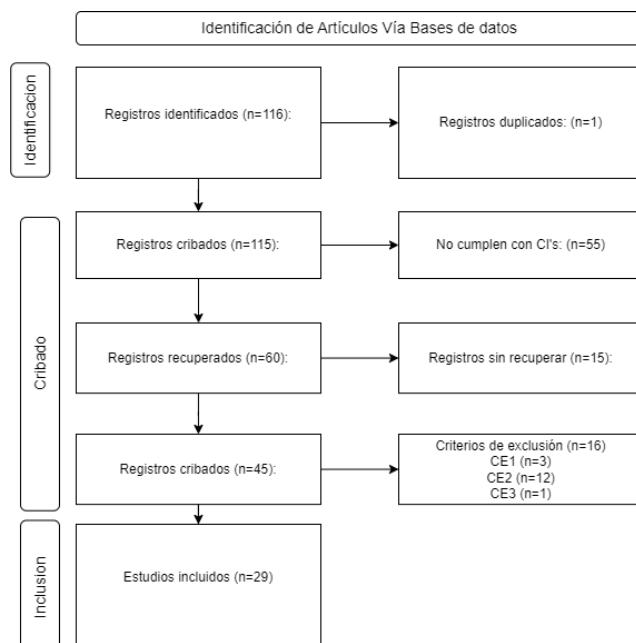 Identificación de Artículos Vía Bases de datos
Identificacion
Registros identificados (n=116):
Registros duplicados: (n=1)
Cribado
Registros cribados (n=115):
No cumplen con CI's: (n=55)
Registros recuperados (n=60):
Registros sin recuperar (n=15):
Registros cribados (n=45):
Criterios de exclusión (n=16)
CE1 (n=3)
CE2 (n=12)
CE3 (n=1)
Inclusion
Estudios incluidos (n=29)